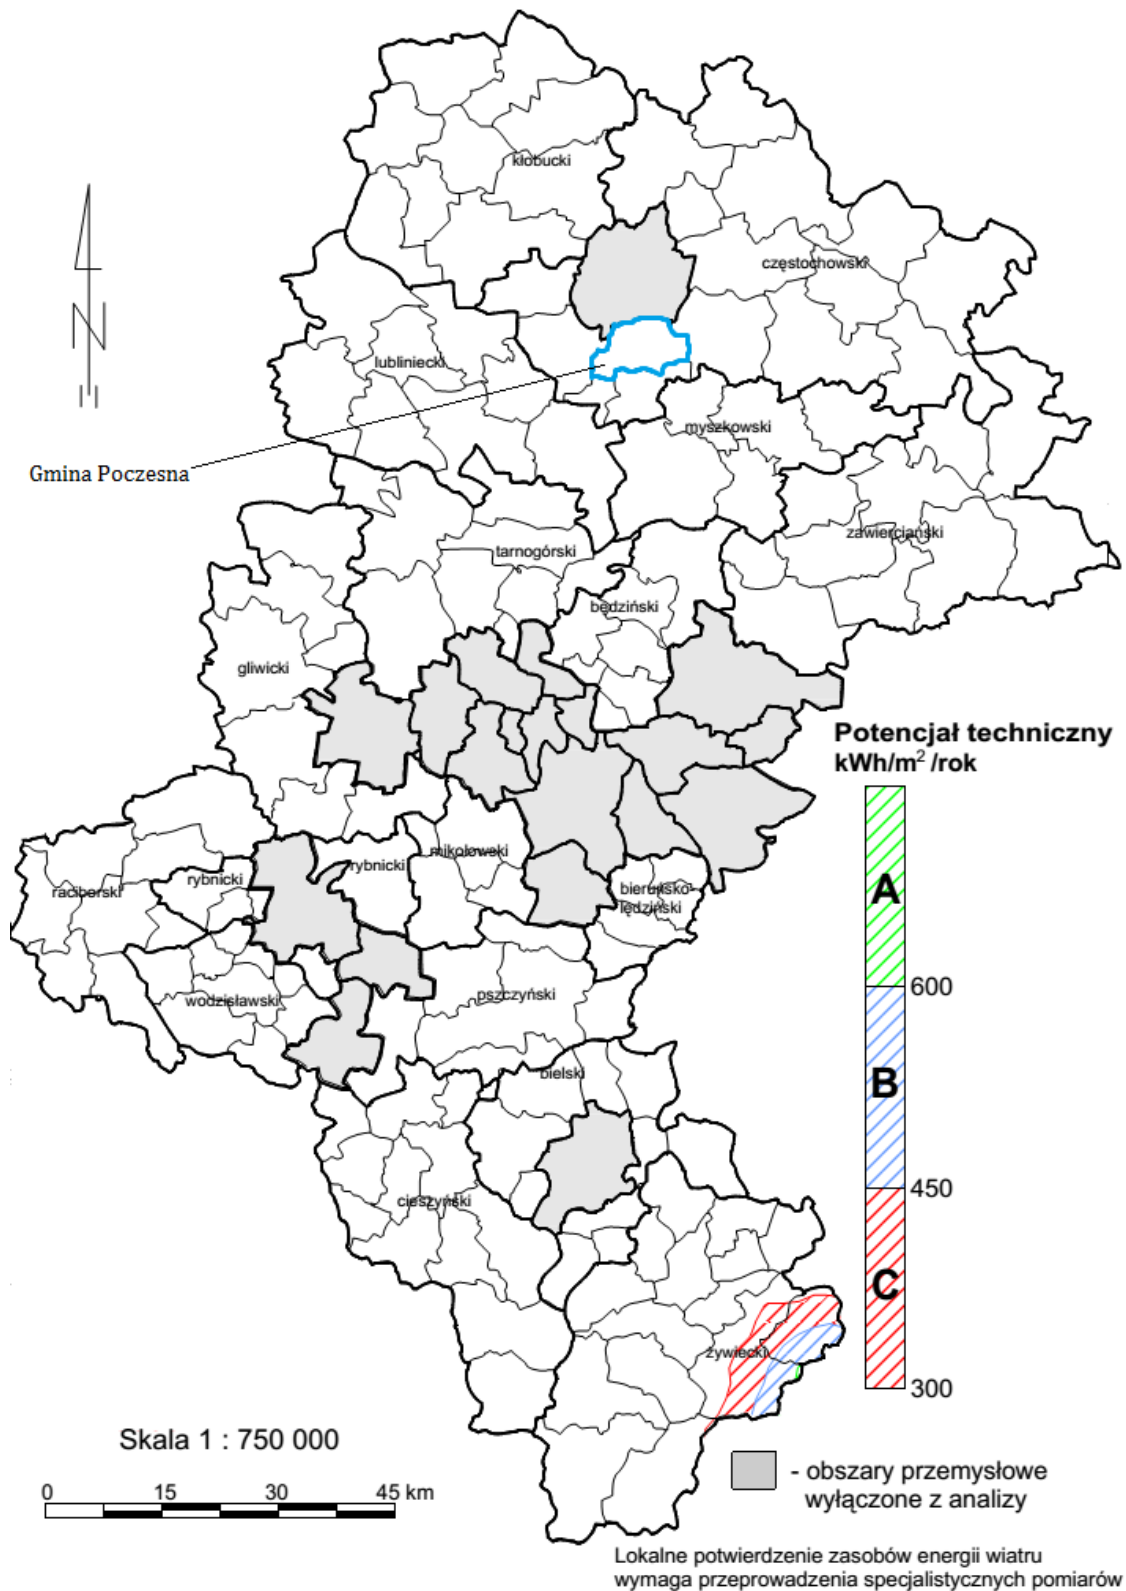 kłobucki
częstochowski
lubliniecki
myszkowski
Gmina Poczesna
zawierciański
tarnogórski
będziński
gliwicki
Potencjał techniczny
kWh/m² /rok
A
mikołowski
rybnicki
rybnicki
raciborski
bieruńsko-
lędziński
600
pszczyński
wodzisławski
B
bielski
450
cieszyński
C
żywiecki
300
Skala 1 : 750 000
0 15 30 45 km
- obszary przemysłowe
wyłączone z analizy
Lokalne potwierdzenie zasobów energii wiatru
wymaga przeprowadzenia specjalistycznych pomiarów
N